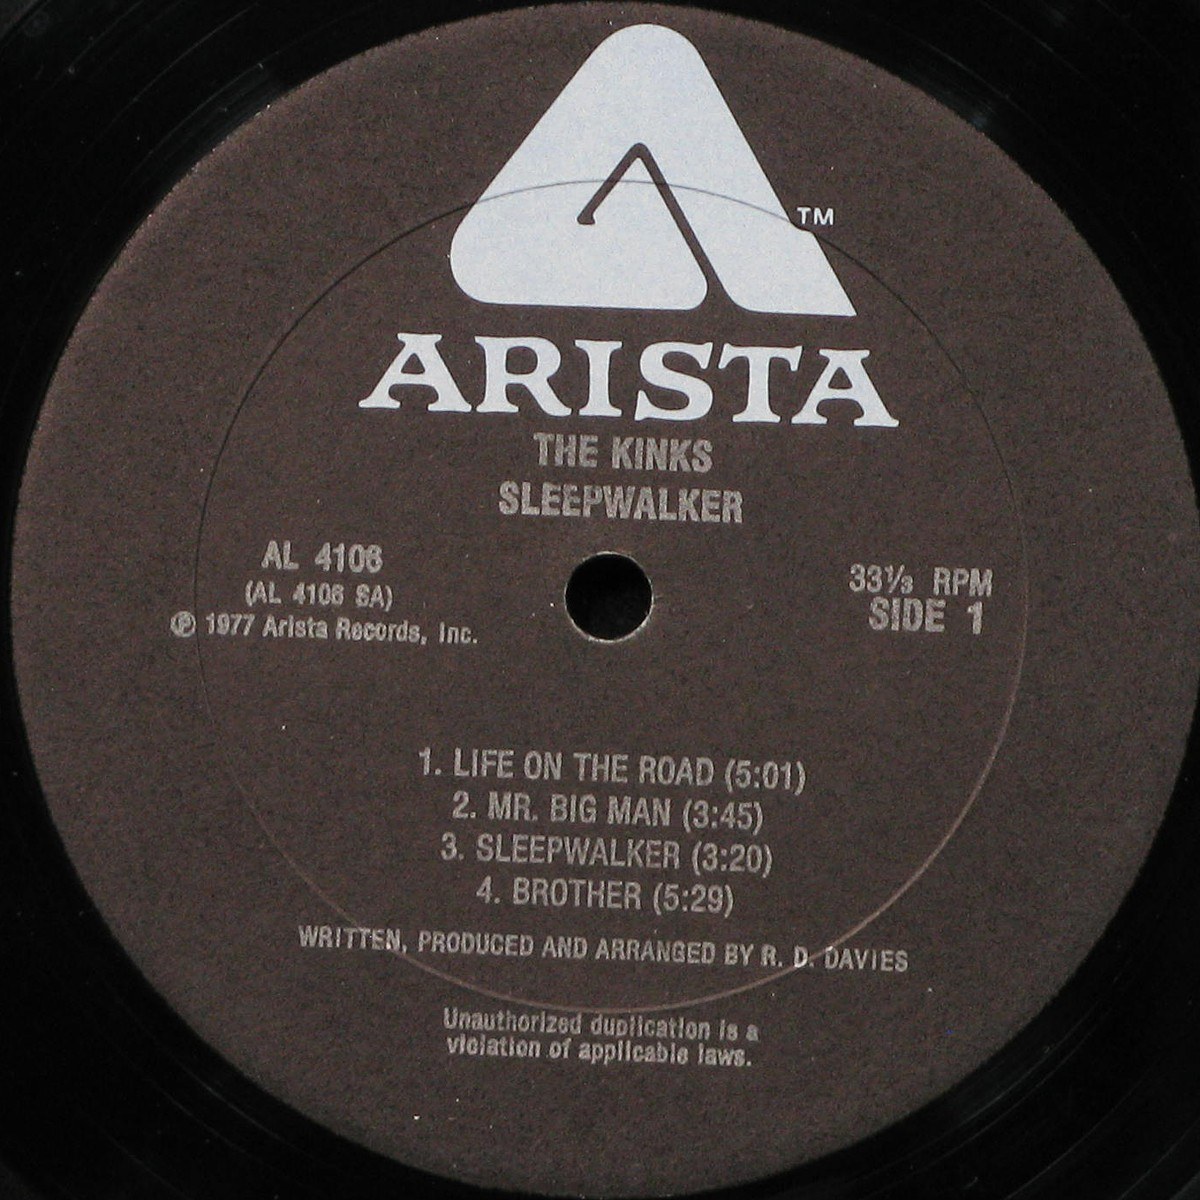 TM
ARISTA
THE KINKS
SLEEPWALKER
AL 4106
(AL 4106 SA)
℗ 1977 Arista Records, Inc.
33⅓ RPM
SIDE 1
1. LIFE ON THE ROAD (5:01)
2. MR. BIG MAN (3:45)
3. SLEEPWALKER (3:20)
4. BROTHER (5:29)
WRITTEN, PRODUCED AND ARRANGED BY R. D. DAVIES
Unauthorized duplication is a
violation of applicable laws.